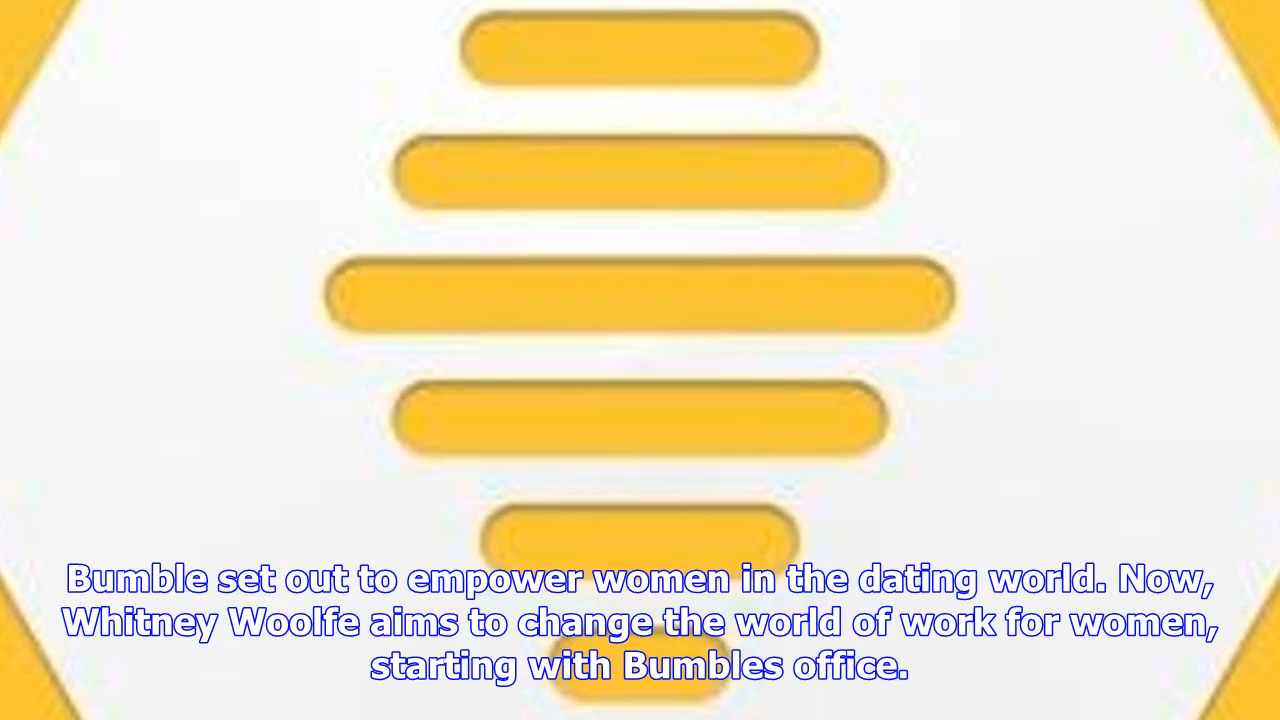 Bumble set out to empower women in the dating world. Now,
Whitney Woolfe aims to change the world of work for women,
starting with Bumbles office.